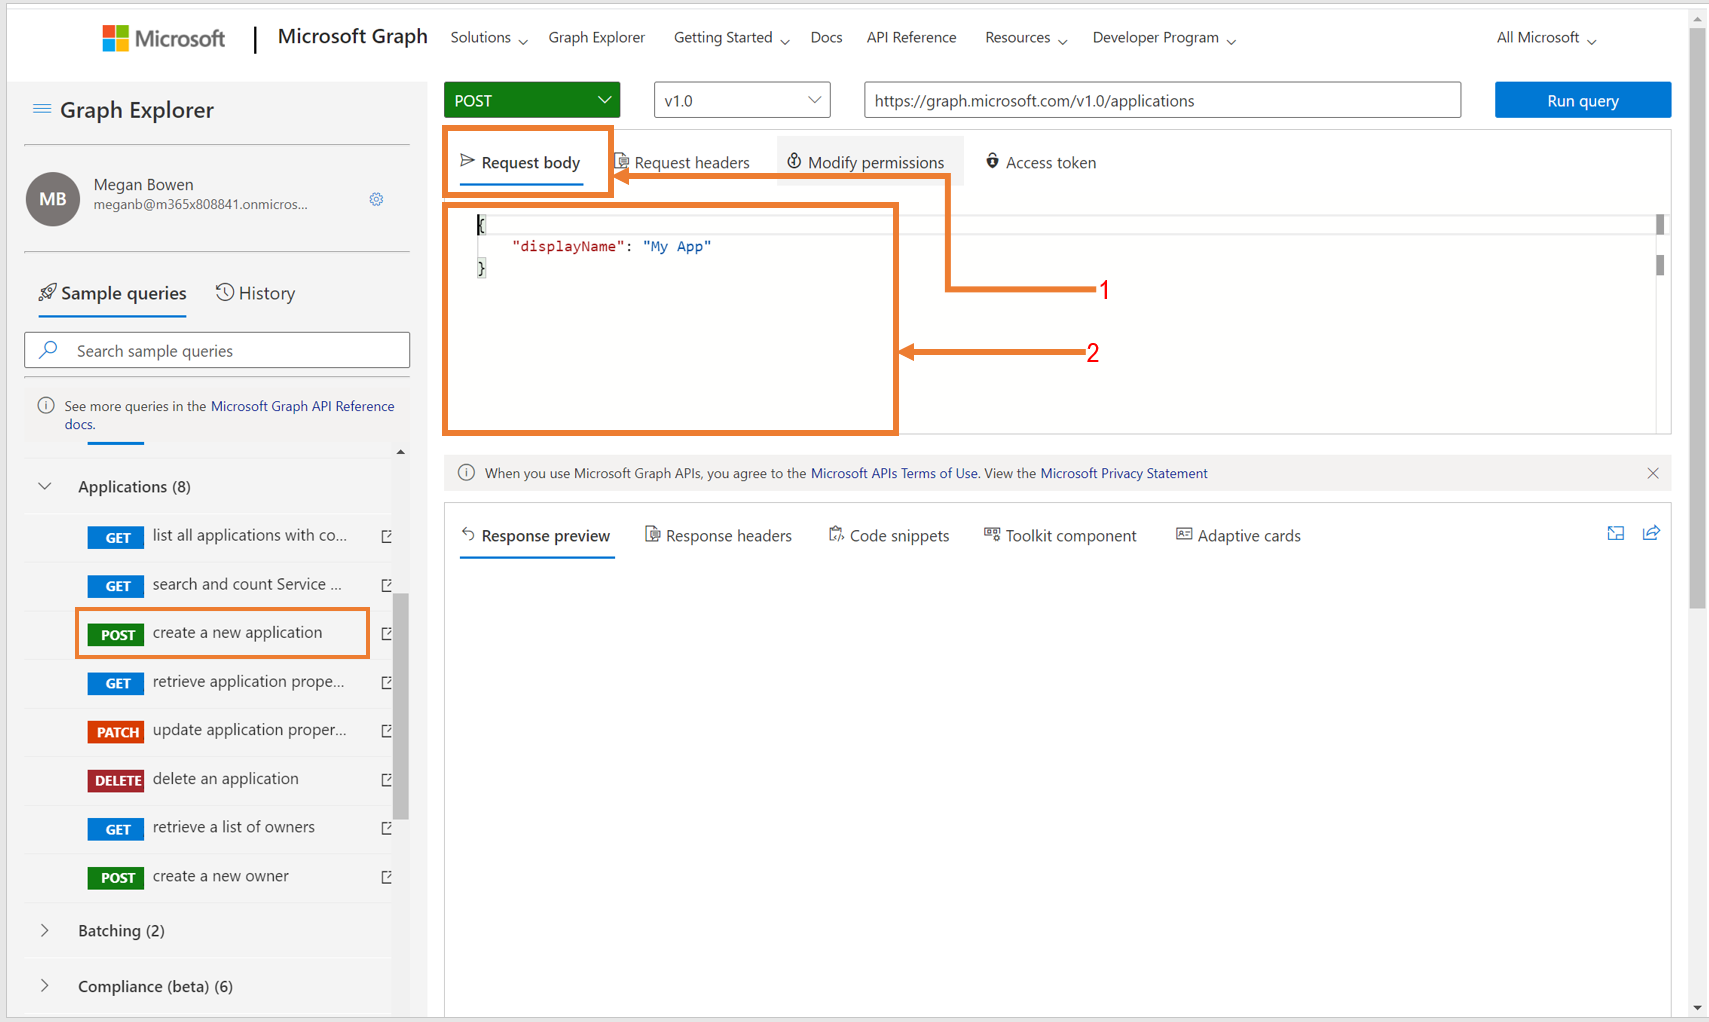 Microsoft | Microsoft Graph Solutions Graph Explorer Getting Started Docs API Reference Resources Developer Program All Microsoft
Graph Explorer
POST v1.0 https://graph.microsoft.com/v1.0/applications Run query
MB
Megan Bowen
meganb@m365x808841.onmicros...
Request body Request headers Modify permissions Access token
{
"displayName": "My App"
}
1
2
Sample queries History
Search sample queries
See more queries in the Microsoft Graph API Reference
docs.
Applications (8)
GET list all applications with co...
GET search and count Service ...
POST create a new application
GET retrieve application prope...
PATCH update application proper...
DELETE delete an application
GET retrieve a list of owners
POST create a new owner
Batching (2)
Compliance (beta) (6)
When you use Microsoft Graph APIs, you agree to the Microsoft APIs Terms of Use. View the Microsoft Privacy Statement
Response preview Response headers Code snippets Toolkit component Adaptive cards